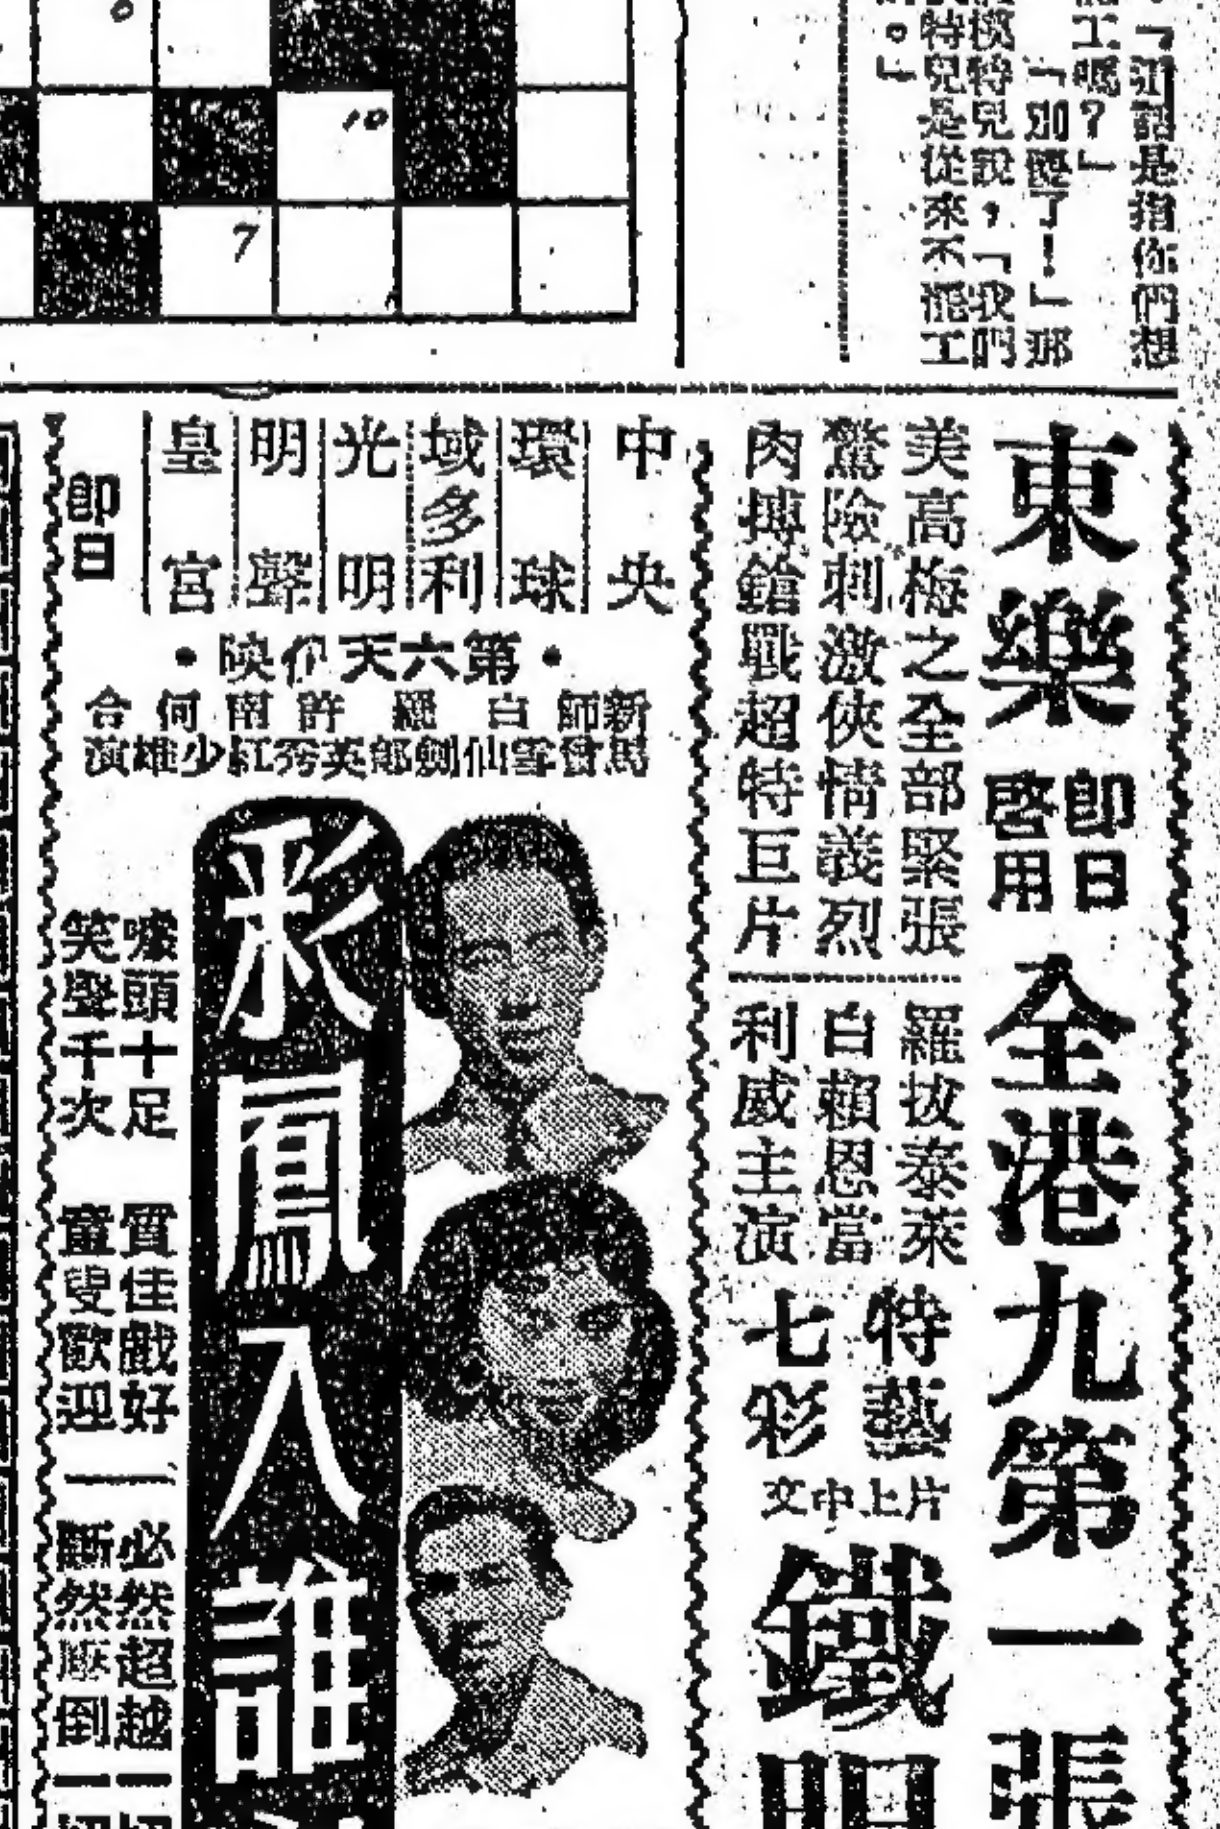 「這話是指你們想
工嗎？」
「別提了！」那
模特兒說，「我們
特兒是從來不罷工
。」
10
7
東樂
即日
啓用
全港九第一張
美高梅之全部緊張
驚險刺激俠情義烈
肉搏鎗戰超特巨片
羅拔泰來
白賴恩當
利威主演
特藝
七彩
片上中文
鐵
中央
環球
域多利
光明
明聲
皇宮
即日
•第六天放映•
新馬師曾
白雪仙
羅劍郎
許英秀
南紅
何少雄
合演
彩鳳入誰
噱頭十足
笑聲千次
質佳戲好
童叟歡迎
必然超越一切
斷然壓倒一切